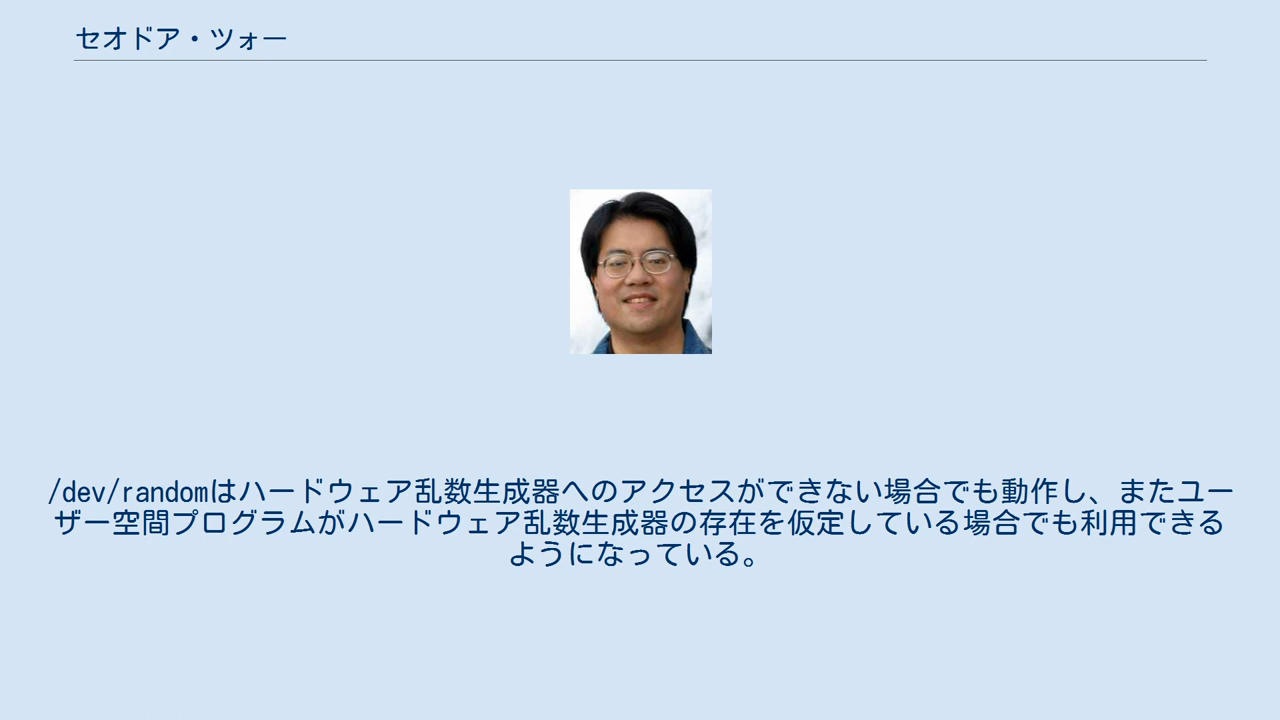 セオドア・ツォー
/dev/randomはハードウェア乱数生成器へのアクセスができない場合でも動作し、またユー
ザー空間プログラムがハードウェア乱数生成器の存在を仮定している場合でも利用できる
ようになっている。